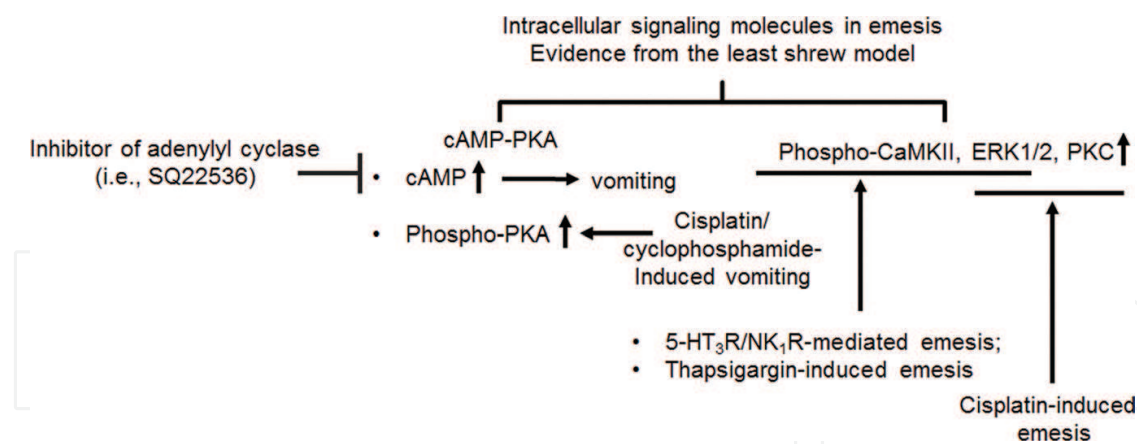 Intracellular signaling molecules in emesis
Evidence from the least shrew model
Inhibitor of adenylyl cyclase
(i.e., SQ22536)
cAMP-PKA
• cAMP
vomiting
• Phospho-PKA
Cisplatin/
cyclophosphamide-
Induced vomiting
Phospho-CaMKII, ERK1/2, PKC
• 5-HT₃R/NK₁R-mediated emesis;
• Thapsigargin-induced emesis
Cisplatin-induced
emesis